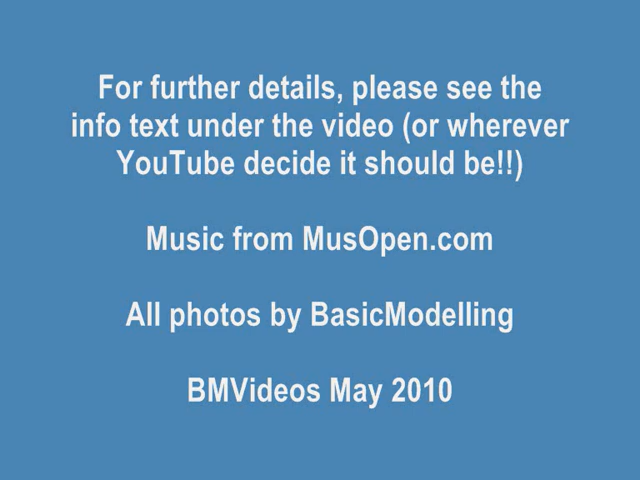 For further details, please see the
info text under the video (or wherever
YouTube decide it should be!!)
Music from MusOpen.com
All photos by BasicModelling
BMVideos May 2010